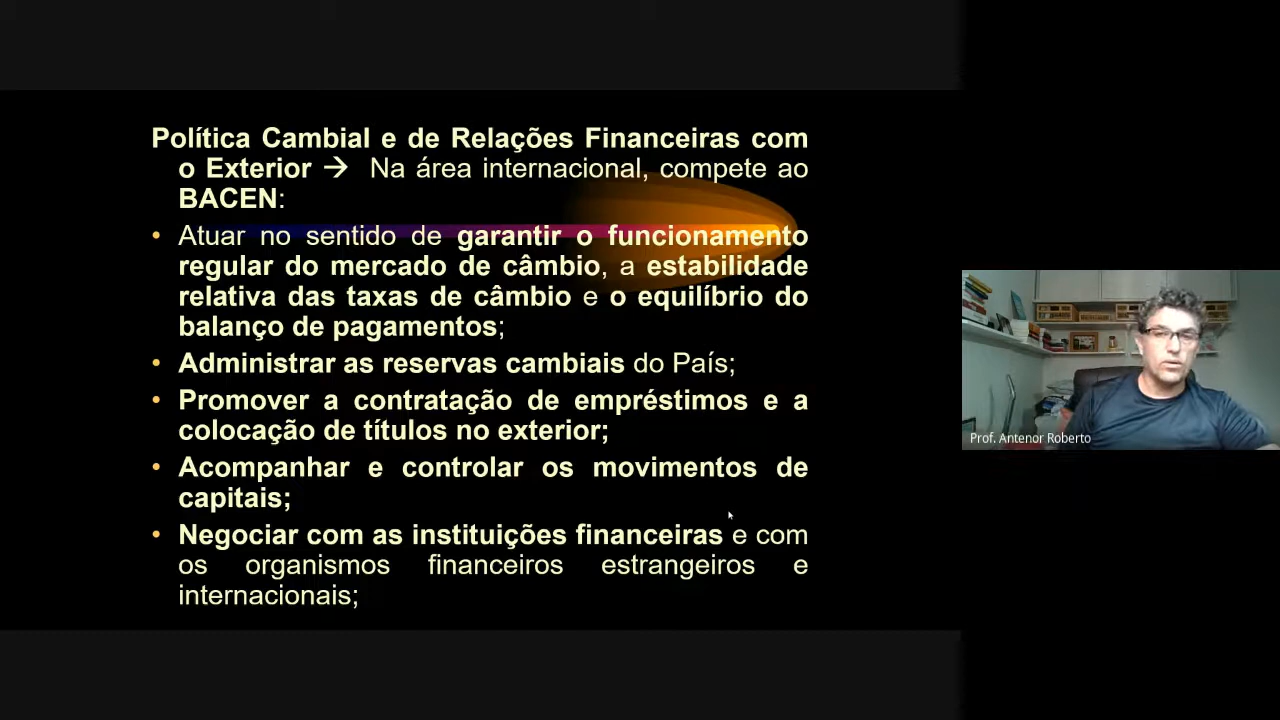 Política Cambial e de Relações Financeiras com
o Exterior → Na área internacional, compete ao
BACEN:
• Atuar no sentido de garantir o funcionamento
regular do mercado de câmbio, a estabilidade
relativa das taxas de câmbio e o equilíbrio do
balanço de pagamentos;
• Administrar as reservas cambiais do País;
• Promover a contratação de empréstimos e a
colocação de títulos no exterior;
• Acompanhar e controlar os movimentos de
capitais;
• Negociar com as instituições financeiras e com
os organismos financeiros estrangeiros e
internacionais;
Prof. Antenor Roberto